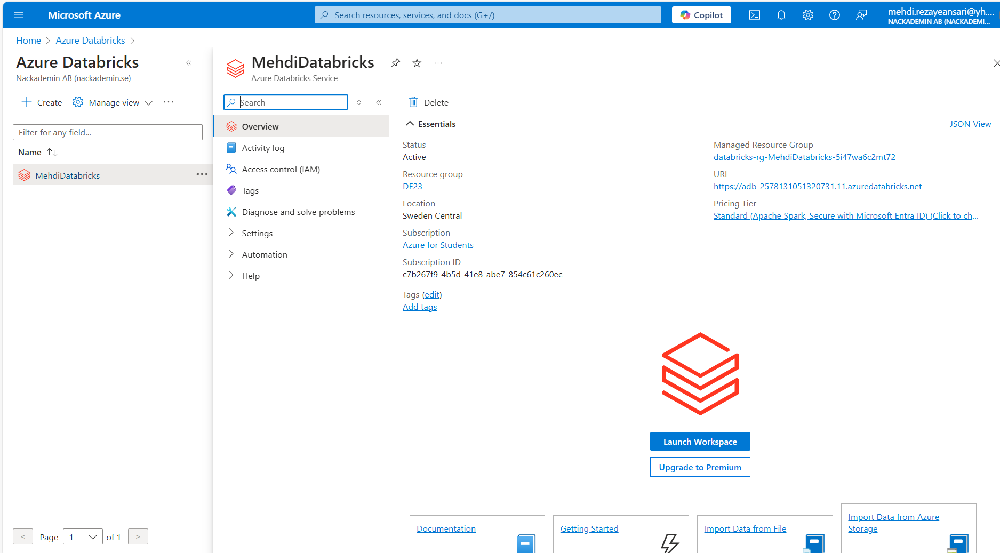 Microsoft Azure
Search resources, services, and docs (G+/)
Copilot
mehdi.rezayeansari@yh....
NACKADEMIN AB (NACKADEMI...
Home > Azure Databricks >
Azure Databricks
Nackademin AB (nackademin.se)
Create
Manage view
Filter for any field...
Name
MehdiDatabricks
Page 1 of 1
MehdiDatabricks
Azure Databricks Service
Search
Overview
Activity log
Access control (IAM)
Tags
Diagnose and solve problems
Settings
Automation
Help
Delete
Essentials
JSON View
Status
Active
Resource group
DE23
Location
Sweden Central
Subscription
Azure for Students
Subscription ID
c7b267f9-4b5d-41e8-abe7-854c61c260ec
Tags (edit)
Add tags
Managed Resource Group
databricks-rg-MehdiDatabricks-5i47wa6c2mt72
URL
https://adb-2578131051320731.11.azuredatabricks.net
Pricing Tier
Standard (Apache Spark, Secure with Microsoft Entra ID) (Click to ch...
Launch Workspace
Upgrade to Premium
Documentation
Getting Started
Import Data from File
Import Data from Azure
Storage